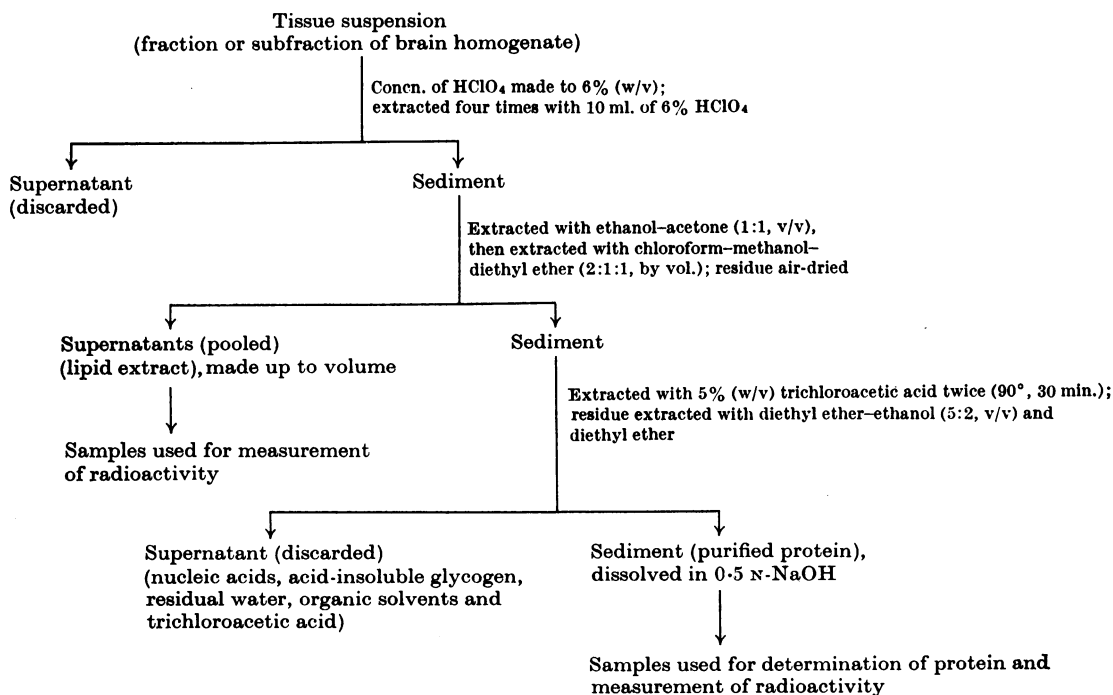 Tissue suspension
(fraction or subfraction of brain homogenate)
Concn. of HClO₄ made to 6% (w/v);
extracted four times with 10 ml. of 6% HClO₄
Supernatant
(discarded)
Sediment
Extracted with ethanol–acetone (1:1, v/v),
then extracted with chloroform–methanol–
diethyl ether (2:1:1, by vol.); residue air-dried
Supernatants (pooled)
(lipid extract), made up to volume
Sediment
Extracted with 5% (w/v) trichloroacetic acid twice (90°, 30 min.);
residue extracted with diethyl ether–ethanol (5:2, v/v) and
diethyl ether
Samples used for measurement
of radioactivity
Supernatant (discarded)
(nucleic acids, acid-insoluble glycogen,
residual water, organic solvents and
trichloroacetic acid)
Sediment (purified protein),
dissolved in 0·5 N-NaOH
Samples used for determination of protein and
measurement of radioactivity